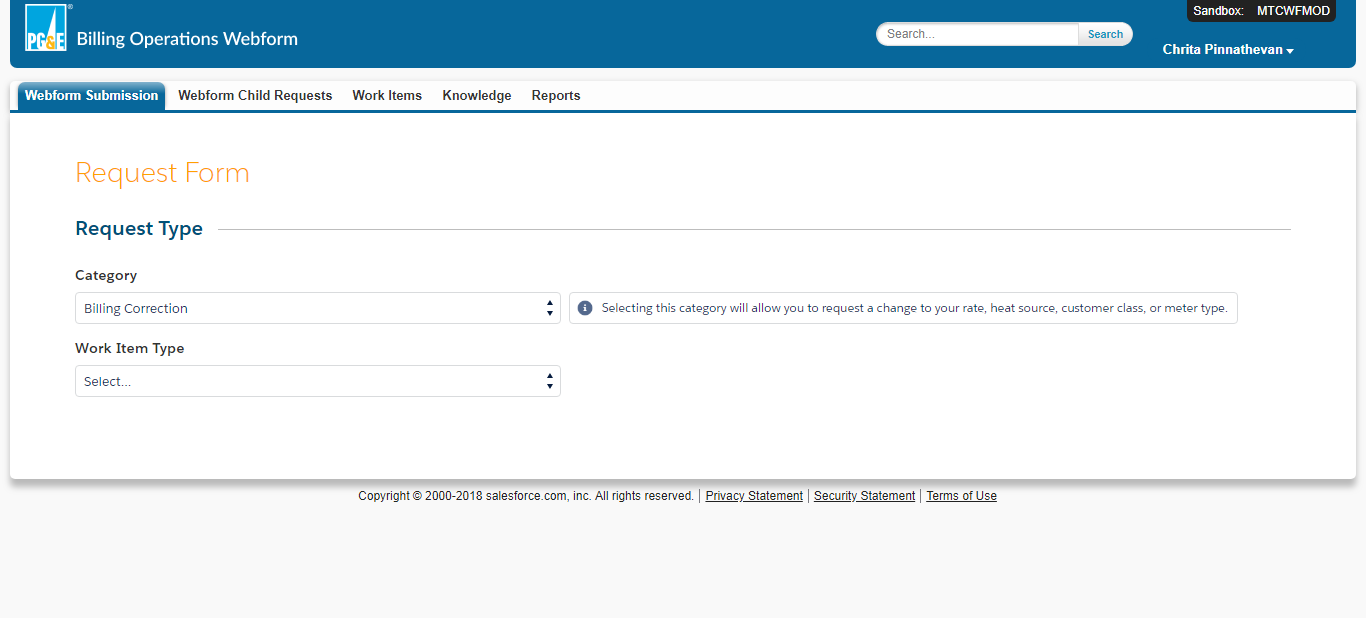 Sandbox: MTCWFMOD
PG&E® Billing Operations Webform
Search... Search
Chrita Pinnathevan
Webform Submission Webform Child Requests Work Items Knowledge Reports
Request Form
Request Type
Category
Billing Correction
Selecting this category will allow you to request a change to your rate, heat source, customer class, or meter type.
Work Item Type
Select...
Copyright © 2000-2018 salesforce.com, inc. All rights reserved. | Privacy Statement | Security Statement | Terms of Use